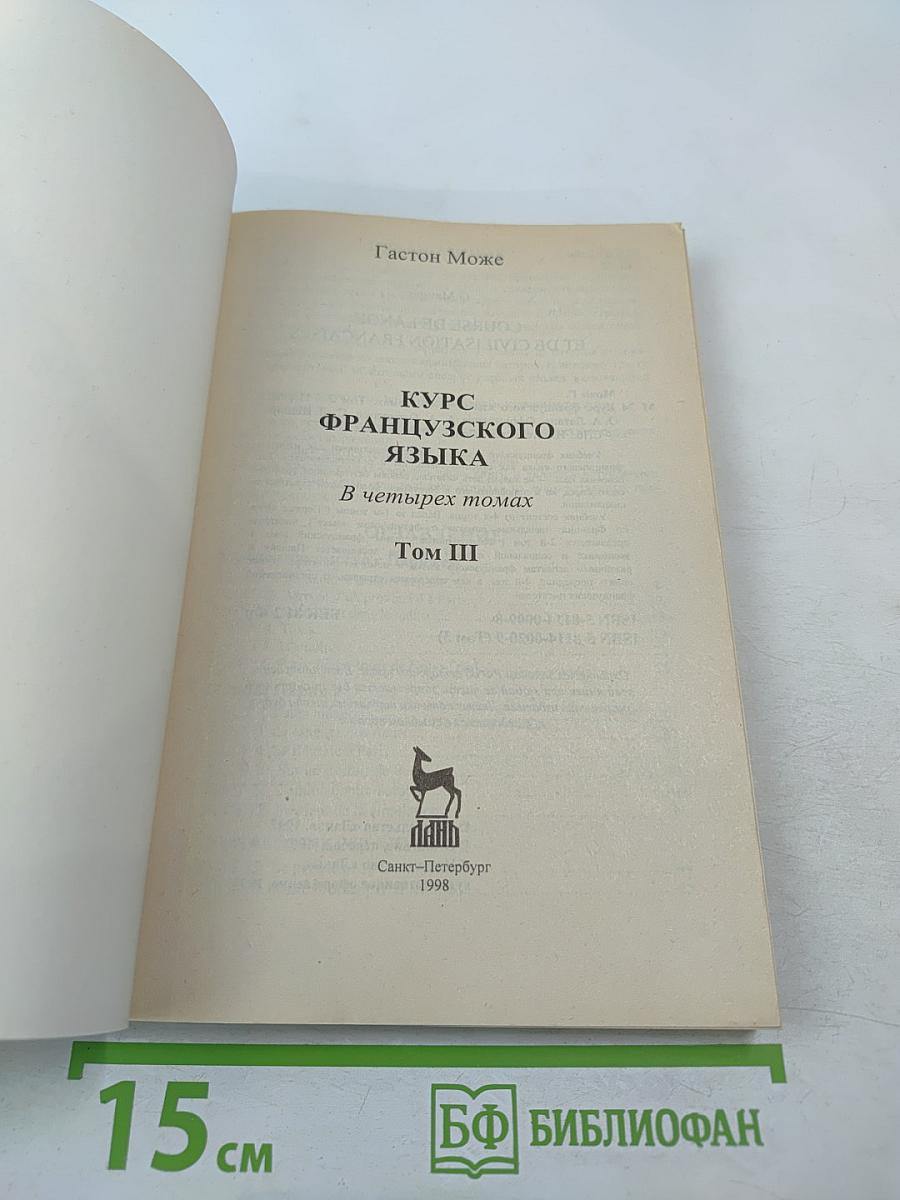 Гастон Може
КУРС
ФРАНЦУЗСКОГО
ЯЗЫКА
В четырех томах
Том III
ЛАНЬ
Санкт–Петербург
1998
15 см
БФ БИБЛИОФАН